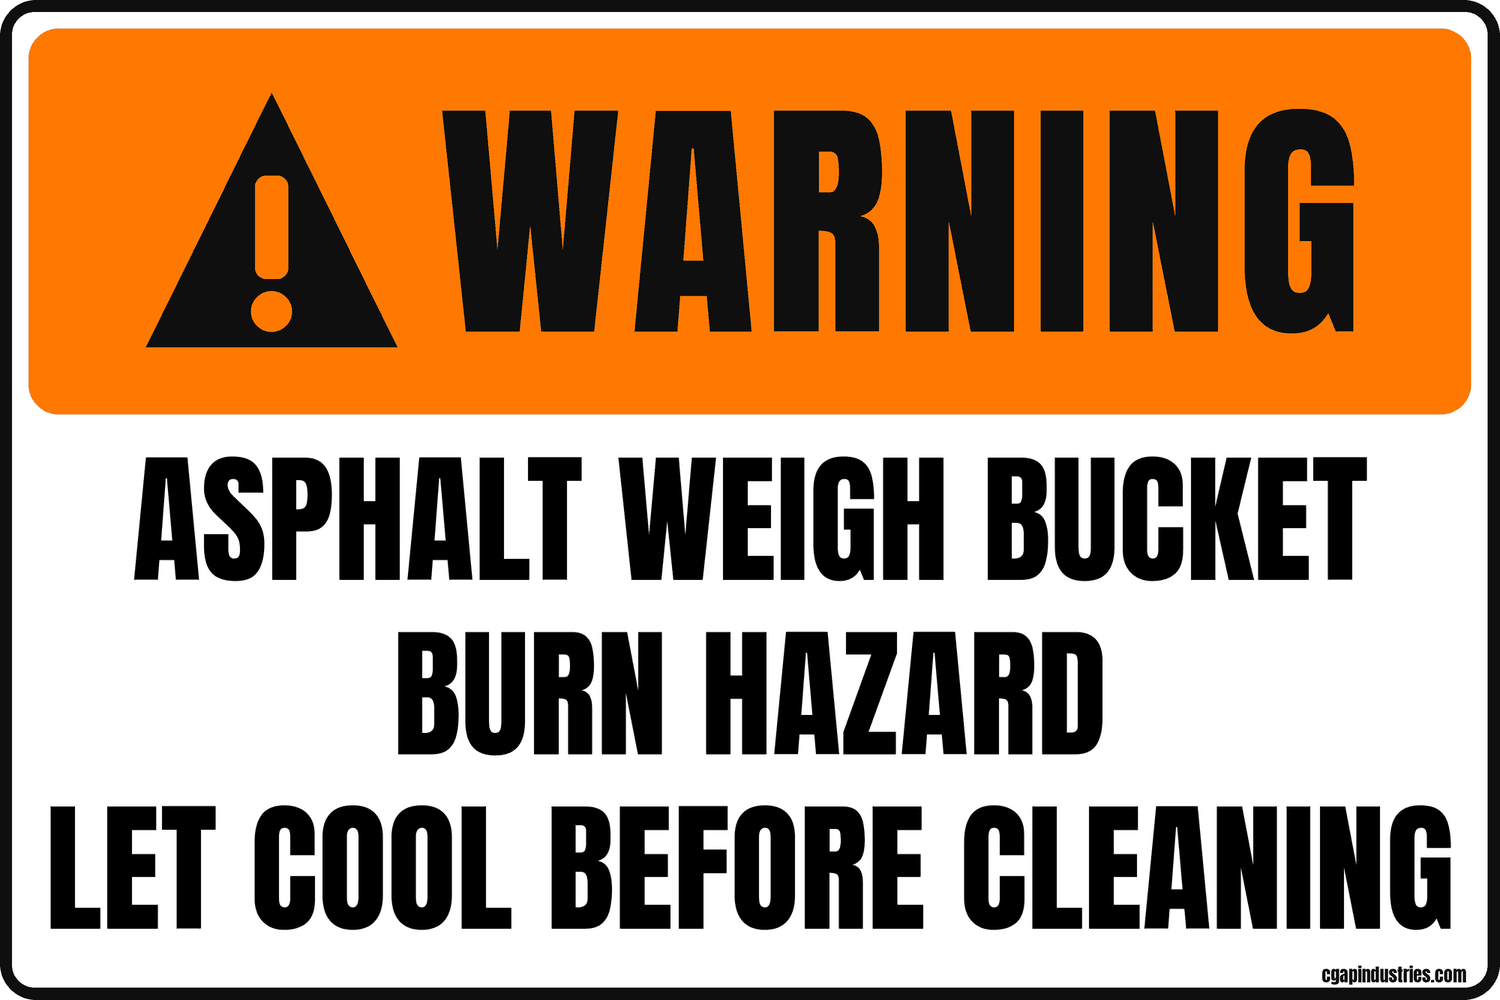 WARNING
ASPHALT WEIGH BUCKET
BURN HAZARD
LET COOL BEFORE CLEANING
cgapindustries.com